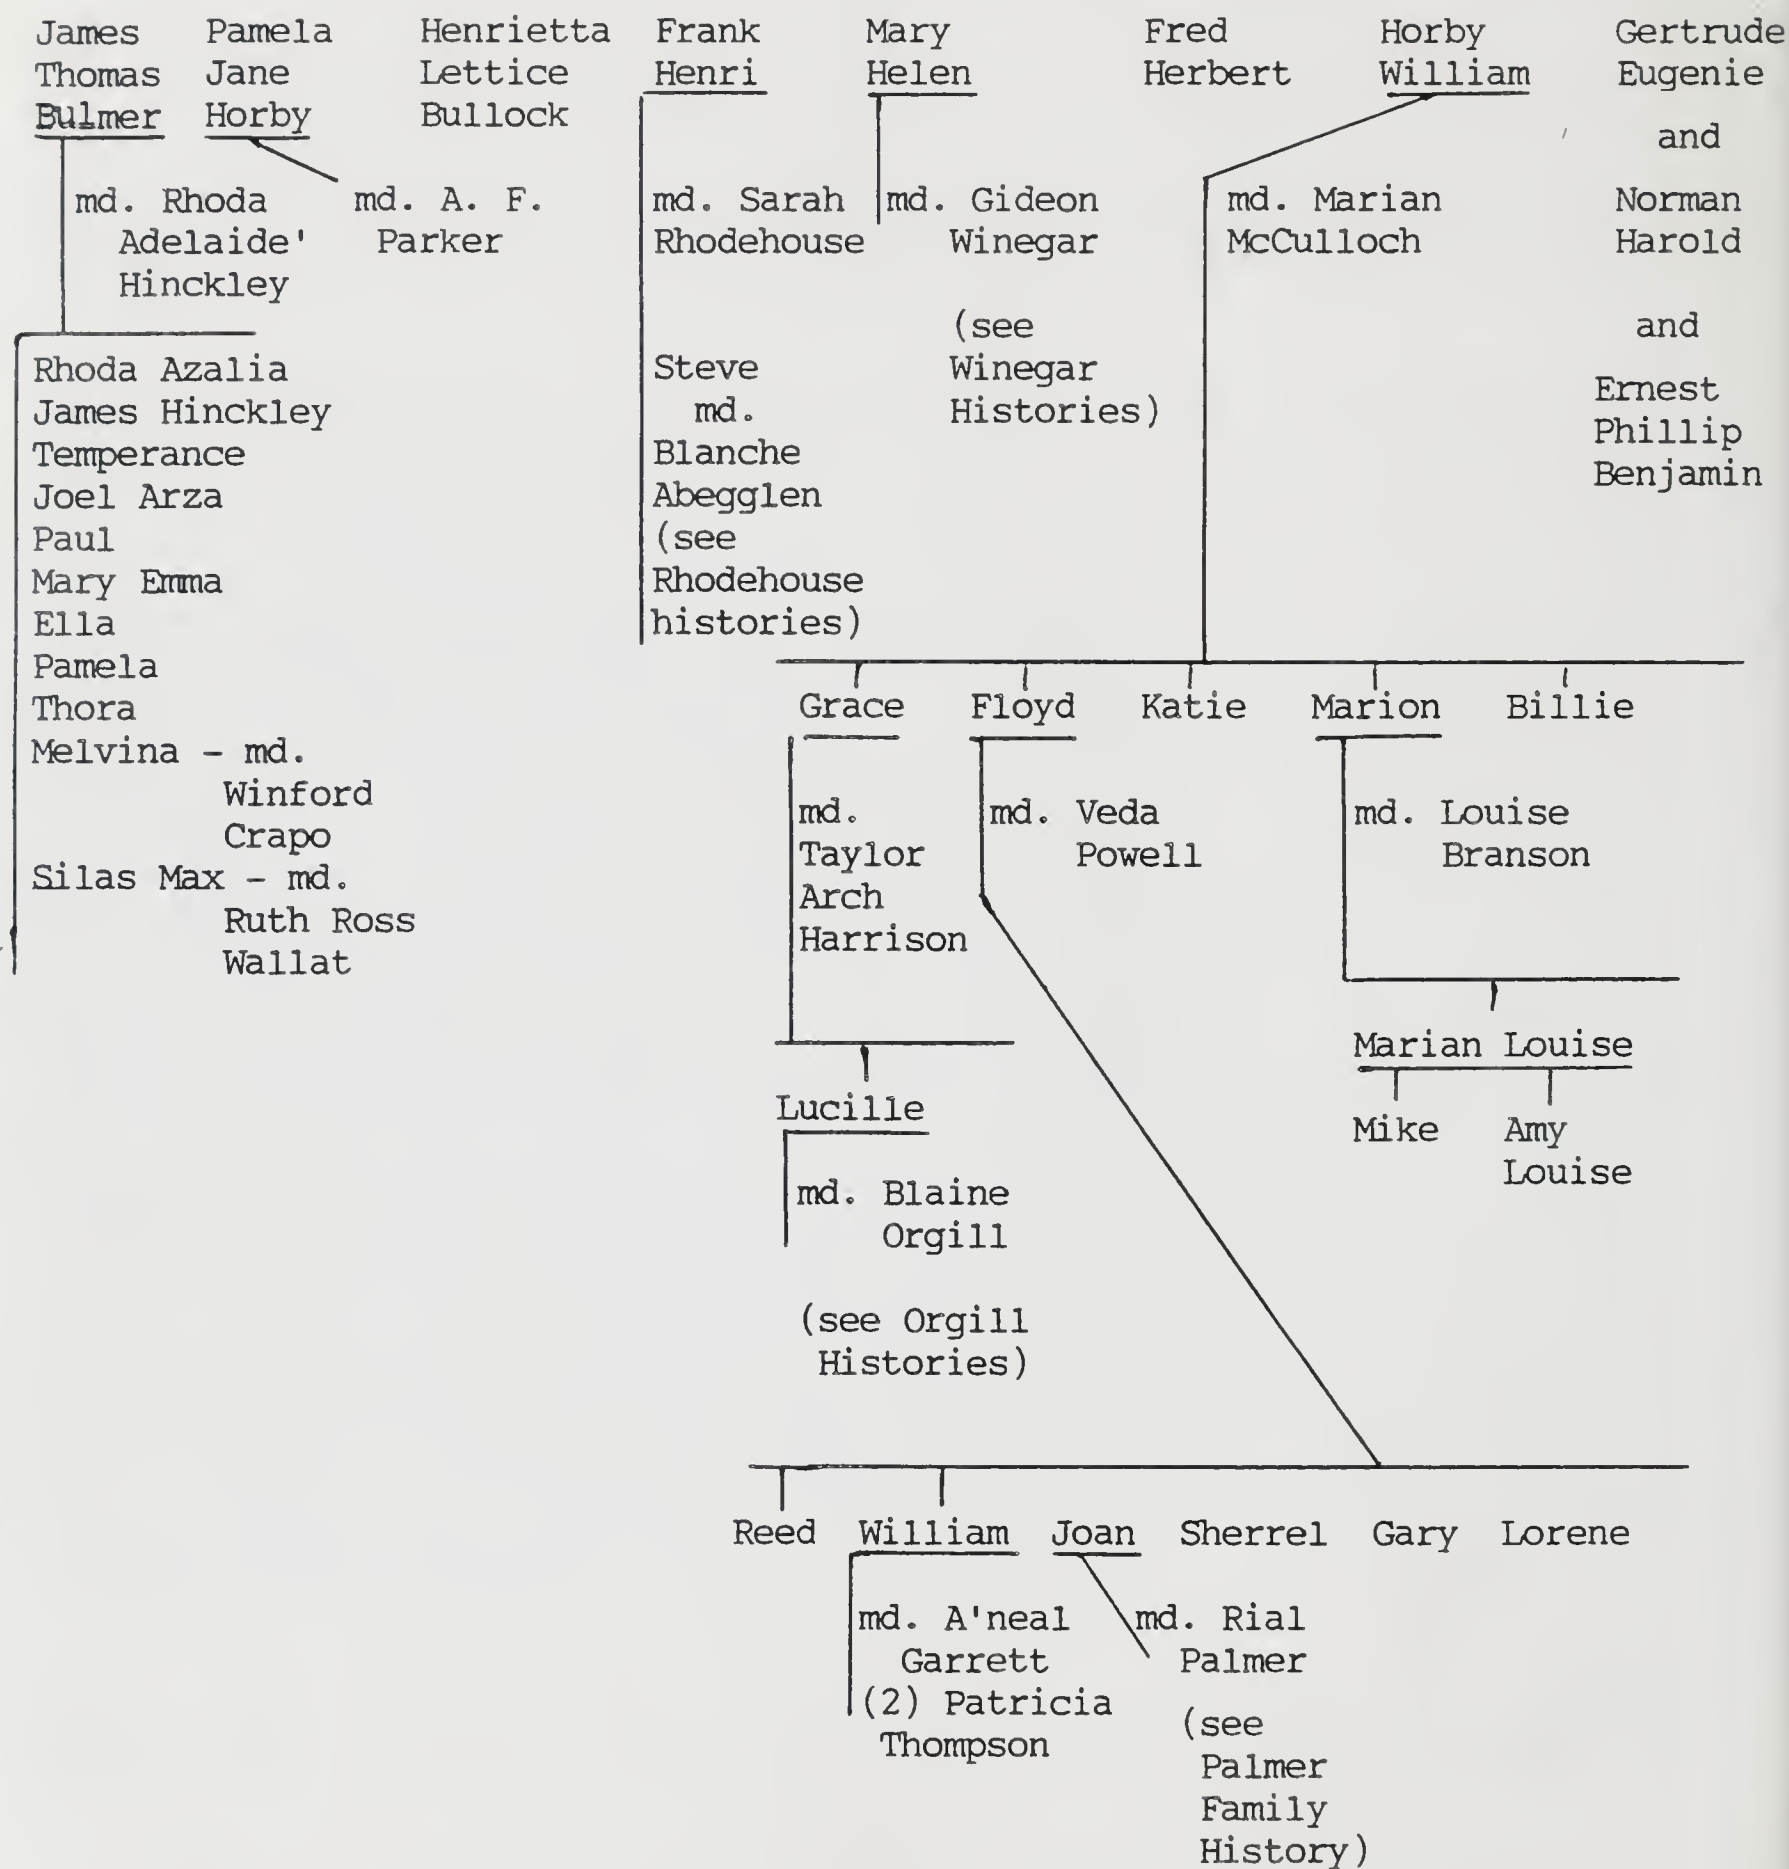 James Pamela Henrietta Frank Mary Fred Horby Gertrude
Thomas Jane Lettice Henri Helen Herbert William Eugenie
Bulmer Horby Bullock
and
md. Rhoda md. A. F. md. Sarah md. Gideon md. Marian Norman
Adelaide' Parker Rhodehouse Winegar McCulloch Harold
Hinckley
(see and
Rhoda Azalia Steve Winegar Ernest
James Hinckley md. Histories) Phillip
Temperance Blanche Benjamin
Joel Arza Abegglen
Paul (see
Mary Emma Rhodehouse
Ella histories)
Pamela
Thora Grace Floyd Katie Marion Billie
Melvina - md.
Winford md. md. Veda md. Louise
Crapo Taylor Powell Branson
Silas Max - md. Arch
Ruth Ross Harrison
Wallat
Marian Louise
Lucille Mike Amy
Louise
md. Blaine
Orgill
(see Orgill
Histories)
Reed William Joan Sherrel Gary Lorene
md. A'neal md. Rial
Garrett Palmer
(2) Patricia (see
Thompson Palmer
Family
History)